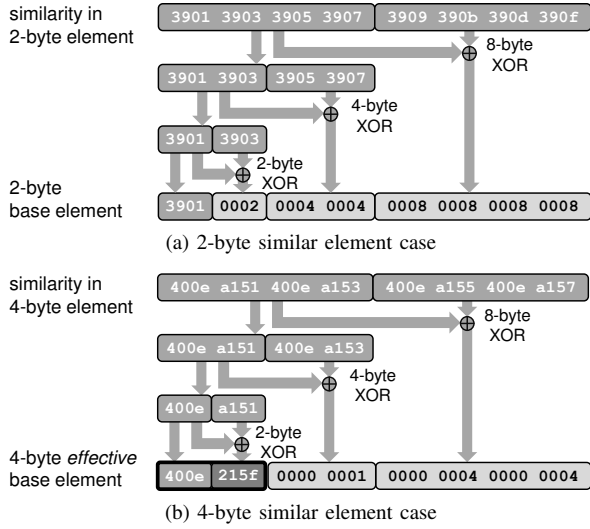 similarity in
2-byte element
3901 3903 3905 3907 3909 390b 390d 390f
8-byte
XOR
3901 3903 3905 3907
4-byte
XOR
3901 3903
2-byte
XOR
2-byte
base element
3901 0002 0004 0004 0008 0008 0008 0008
(a) 2-byte similar element case
similarity in
4-byte element
400e a151 400e a153 400e a155 400e a157
8-byte
XOR
400e a151 400e a153
4-byte
XOR
400e a151
2-byte
XOR
4-byte effective
base element
400e 215f 0000 0001 0000 0004 0000 0004
(b) 4-byte similar element case